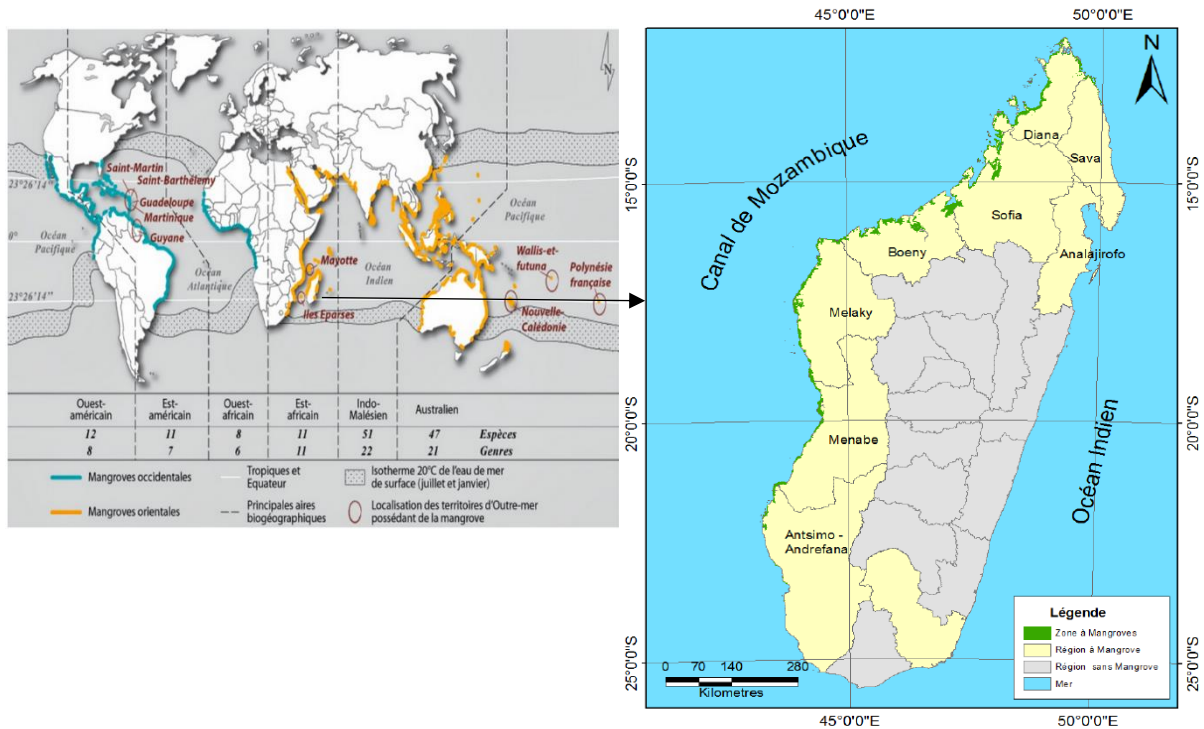 N
Saint-Martin
Saint-Barthélemy
23°26'14"
Guadeloupe
Martinique
Océan
Pacifique
Océan
Pacifique
0°
Guyane
Mayotte
Océan
Indien
Wallis-et-
futuna
Polynésie
française
Océan
Atlantique
23°26'14"
Iles Eparses
Nouvelle-
Calédonie
Ouest-
américain
Est-
américain
Ouest-
africain
Est-
africain
Indo-
Malésien
Australien
12 11 8 11 51 47 Espèces
8 7 6 11 22 21 Genres
Mangroves occidentales
Tropiques et
Equateur
Isotherme 20°C de l'eau de mer
de surface (juillet et janvier)
Mangroves orientales
Principales aires
biogéographiques
Localisation des territoires d'Outre-mer
possédant de la mangrove
45°0'0"E 50°0'0"E
N
Canal de Mozambique
Diana
Sava
15°0'0"S 15°0'0"S
Sofia
Boeny
Analajirofo
Melaky
20°0'0"S 20°0'0"S
Menabe
Océan Indien
Antsimo -
Andrefana
Légende
Zone à Mangroves
Région à Mangrove
Région sans Mangrove
Mer
25°0'0"S 25°0'0"S
0 70 140 280
Kilometres
45°0'0"E 50°0'0"E